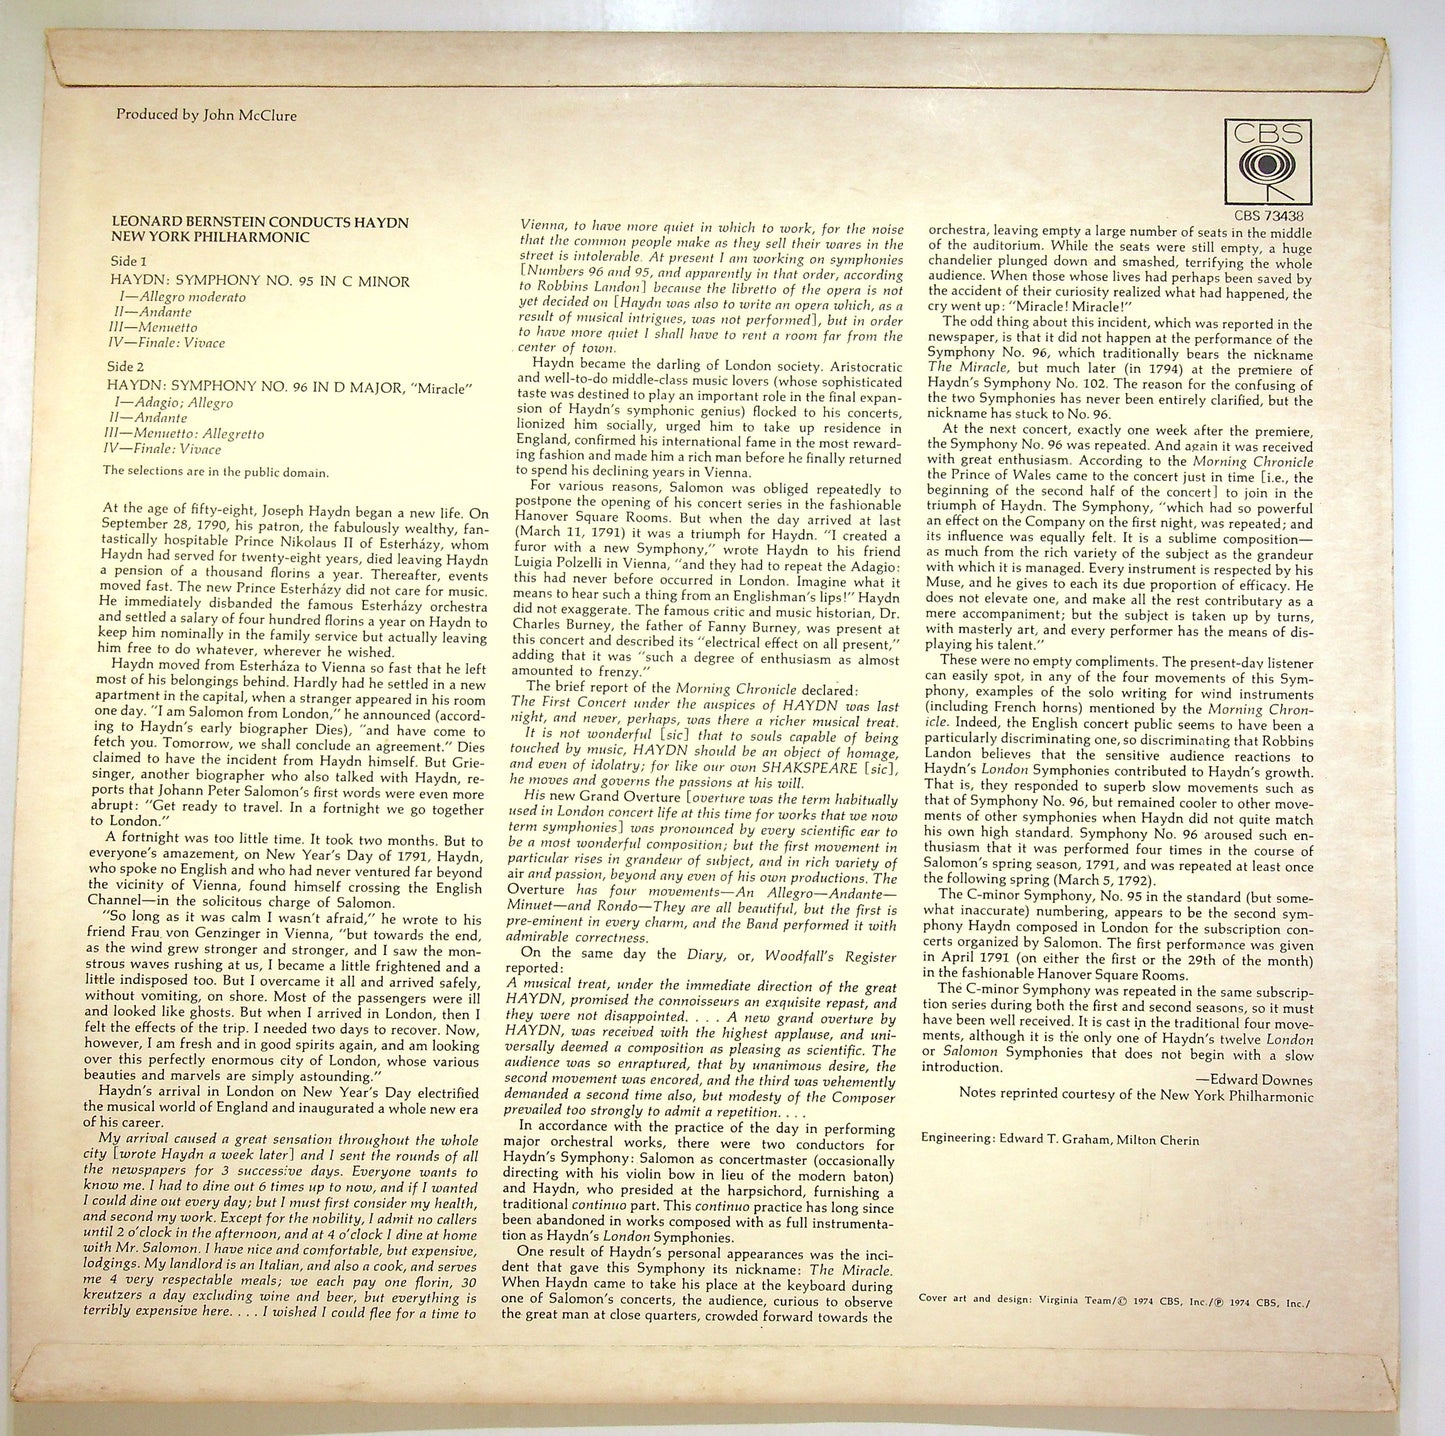 Produced by John McClure
CBS
CBS 73438
LEONARD BERNSTEIN CONDUCTS HAYDN
NEW YORK PHILHARMONIC
Side 1
HAYDN: SYMPHONY NO. 95 IN C MINOR
I—Allegro moderato
II—Andante
III—Menuetto
IV—Finale: Vivace
Side 2
HAYDN: SYMPHONY NO. 96 IN D MAJOR, "Miracle"
I—Adagio; Allegro
II—Andante
III—Menuetto: Allegretto
IV—Finale: Vivace
The selections are in the public domain.
At the age of fifty-eight, Joseph Haydn began a new life. On
September 28, 1790, his patron, the fabulously wealthy, fan-
tastically hospitable Prince Nikolaus II of Esterházy, whom
Haydn had served for twenty-eight years, died leaving Haydn
a pension of a thousand florins a year. Thereafter, events
moved fast. The new Prince Esterházy did not care for music.
He immediately disbanded the famous Esterházy orchestra
and settled a salary of four hundred florins a year on Haydn to
keep him nominally in the family service but actually leaving
him free to do whatever, wherever he wished.
Haydn moved from Esterháza to Vienna so fast that he left
most of his belongings behind. Hardly had he settled in a new
apartment in the capital, when a stranger appeared in his room
one day. "I am Salomon from London," he announced (accord-
ing to Haydn's early biographer Dies), "and have come to
fetch you. Tomorrow, we shall conclude an agreement." Dies
claimed to have the incident from Haydn himself. But Grie-
singer, another biographer who also talked with Haydn, re-
ports that Johann Peter Salomon's first words were even more
abrupt: "Get ready to travel. In a fortnight we go together
to London."
A fortnight was too little time. It took two months. But to
everyone's amazement, on New Year's Day of 1791, Haydn,
who spoke no English and who had never ventured far beyond
the vicinity of Vienna, found himself crossing the English
Channel—in the solicitous charge of Salomon.
"So long as it was calm I wasn't afraid," he wrote to his
friend Frau von Genzinger in Vienna, "but towards the end,
as the wind grew stronger and stronger, and I saw the mon-
strous waves rushing at us, I became a little frightened and a
little indisposed too. But I overcame it all and arrived safely,
without vomiting, on shore. Most of the passengers were ill
and looked like ghosts. But when I arrived in London, then I
felt the effects of the trip. I needed two days to recover. Now,
however, I am fresh and in good spirits again, and am looking
over this perfectly enormous city of London, whose various
beauties and marvels are simply astounding."
Haydn's arrival in London on New Year's Day electrified
the musical world of England and inaugurated a whole new era
of his career.
My arrival caused a great sensation throughout the whole
city [wrote Haydn a week later] and I sent the rounds of all
the newspapers for 3 successive days. Everyone wants to
know me. I had to dine out 6 times up to now, and if I wanted
I could dine out every day; but I must first consider my health,
and second my work. Except for the nobility, I admit no callers
until 2 o'clock in the afternoon, and at 4 o'clock I dine at home
with Mr. Salomon. I have nice and comfortable, but expensive,
lodgings. My landlord is an Italian, and also a cook, and serves
me 4 very respectable meals; we each pay one florin, 30
kreutzers a day excluding wine and beer, but everything is
terribly expensive here. . . . I wished I could flee for a time to
Vienna, to have more quiet in which to work, for the noise
that the common people make as they sell their wares in the
street is intolerable. At present I am working on symphonies
[Numbers 96 and 95, and apparently in that order, according
to Robbins Landon] because the libretto of the opera is not
yet decided on [Haydn was also to write an opera which, as a
result of musical intrigues, was not performed], but in order
to have more quiet I shall have to rent a room far from the
center of town.
Haydn became the darling of London society. Aristocratic
and well-to-do middle-class music lovers (whose sophisticated
taste was destined to play an important role in the final expan-
sion of Haydn's symphonic genius) flocked to his concerts,
lionized him socially, urged him to take up residence in
England, confirmed his international fame in the most reward-
ing fashion and made him a rich man before he finally returned
to spend his declining years in Vienna.
For various reasons, Salomon was obliged repeatedly to
postpone the opening of his concert series in the fashionable
Hanover Square Rooms. But when the day arrived at last
(March 11, 1791) it was a triumph for Haydn. "I created a
furor with a new Symphony," wrote Haydn to his friend
Luigia Polzelli in Vienna, "and they had to repeat the Adagio:
this had never before occurred in London. Imagine what it
means to hear such a thing from an Englishman's lips!" Haydn
did not exaggerate. The famous critic and music historian, Dr.
Charles Burney, the father of Fanny Burney, was present at
this concert and described its "electrical effect on all present,"
adding that it was "such a degree of enthusiasm as almost
amounted to frenzy."
The brief report of the Morning Chronicle declared:
The First Concert under the auspices of HAYDN was last
night, and never, perhaps, was there a richer musical treat.
It is not wonderful [sic] that to souls capable of being
touched by music, HAYDN should be an object of homage,
and even of idolatry; for like our own SHAKSPEARE [sic],
he moves and governs the passions at his will.
His new Grand Overture [overture was the term habitually
used in London concert life at this time for works that we now
term symphonies] was pronounced by every scientific ear to
be a most wonderful composition; but the first movement in
particular rises in grandeur of subject, and in rich variety of
air and passion, beyond any even of his own productions. The
Overture has four movements—An Allegro—Andante—
Minuet—and Rondo—They are all beautiful, but the first is
pre-eminent in every charm, and the Band performed it with
admirable correctness.
On the same day the Diary, or, Woodfall's Register
reported:
A musical treat, under the immediate direction of the great
HAYDN, promised the connoisseurs an exquisite repast, and
they were not disappointed. . . . A new grand overture by
HAYDN, was received with the highest applause, and uni-
versally deemed a composition as pleasing as scientific. The
audience was so enraptured, that by unanimous desire, the
second movement was encored, and the third was vehemently
demanded a second time also, but modesty of the Composer
prevailed too strongly to admit a repetition. . . .
In accordance with the practice of the day in performing
major orchestral works, there were two conductors for
Haydn's Symphony: Salomon as concertmaster (occasionally
directing with his violin bow in lieu of the modern baton)
and Haydn, who presided at the harpsichord, furnishing a
traditional continuo part. This continuo practice has long since
been abandoned in works composed with as full instrumenta-
tion as Haydn's London Symphonies.
One result of Haydn's personal appearances was the inci-
dent that gave this Symphony its nickname: The Miracle.
When Haydn came to take his place at the keyboard during
one of Salomon's concerts, the audience, curious to observe
the great man at close quarters, crowded forward towards the
orchestra, leaving empty a large number of seats in the middle
of the auditorium. While the seats were still empty, a huge
chandelier plunged down and smashed, terrifying the whole
audience. When those whose lives had perhaps been saved by
the accident of their curiosity realized what had happened, the
cry went up: "Miracle! Miracle!"
The odd thing about this incident, which was reported in the
newspaper, is that it did not happen at the performance of the
Symphony No. 96, which traditionally bears the nickname
The Miracle, but much later (in 1794) at the premiere of
Haydn's Symphony No. 102. The reason for the confusing of
the two Symphonies has never been entirely clarified, but the
nickname has stuck to No. 96.
At the next concert, exactly one week after the premiere,
the Symphony No. 96 was repeated. And again it was received
with great enthusiasm. According to the Morning Chronicle
the Prince of Wales came to the concert just in time [i.e., the
beginning of the second half of the concert] to join in the
triumph of Haydn. The Symphony, "which had so powerful
an effect on the Company on the first night, was repeated; and
its influence was equally felt. It is a sublime composition—
as much from the rich variety of the subject as the grandeur
with which it is managed. Every instrument is respected by his
Muse, and he gives to each its due proportion of efficacy. He
does not elevate one, and make all the rest contributary as a
mere accompaniment; but the subject is taken up by turns,
with masterly art, and every performer has the means of dis-
playing his talent."
These were no empty compliments. The present-day listener
can easily spot, in any of the four movements of this Sym-
phony, examples of the solo writing for wind instruments
(including French horns) mentioned by the Morning Chron-
icle. Indeed, the English concert public seems to have been a
particularly discriminating one, so discriminating that Robbins
Landon believes that the sensitive audience reactions to
Haydn's London Symphonies contributed to Haydn's growth.
That is, they responded to superb slow movements such as
that of Symphony No. 96, but remained cooler to other move-
ments of other symphonies when Haydn did not quite match
his own high standard. Symphony No. 96 aroused such en-
thusiasm that it was performed four times in the course of
Salomon's spring season, 1791, and was repeated at least once
the following spring (March 5, 1792).
The C-minor Symphony, No. 95 in the standard (but some-
what inaccurate) numbering, appears to be the second sym-
phony Haydn composed in London for the subscription con-
certs organized by Salomon. The first performance was given
in April 1791 (on either the first or the 29th of the month)
in the fashionable Hanover Square Rooms.
The C-minor Symphony was repeated in the same subscrip-
tion series during both the first and second seasons, so it must
have been well received. It is cast in the traditional four move-
ments, although it is the only one of Haydn's twelve London
or Salomon Symphonies that does not begin with a slow
introduction.
—Edward Downes
Notes reprinted courtesy of the New York Philharmonic
Engineering: Edward T. Graham, Milton Cherin
Cover art and design: Virginia Team/© 1974 CBS, Inc./℗ 1974 CBS, Inc./